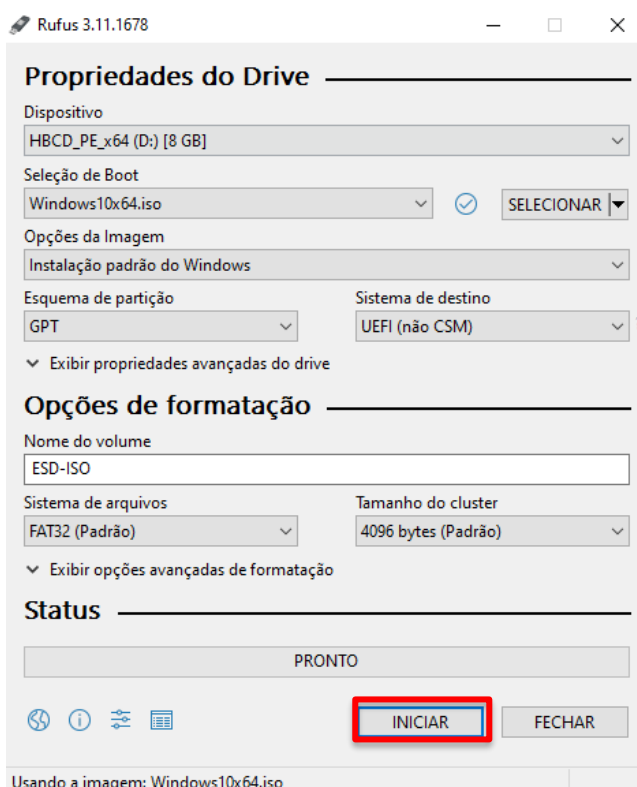 Rufus 3.11.1678
Propriedades do Drive
Dispositivo
HBCD_PE_x64 (D:) [8 GB]
Seleção de Boot
Windows10x64.iso
SELECIONAR
Opções da Imagem
Instalação padrão do Windows
Esquema de partição Sistema de destino
GPT UEFI (não CSM)
Exibir propriedades avançadas do drive
Opções de formatação
Nome do volume
ESD-ISO
Sistema de arquivos Tamanho do cluster
FAT32 (Padrão) 4096 bytes (Padrão)
Exibir opções avançadas de formatação
Status
PRONTO
INICIAR FECHAR
Usando a imagem: Windows10x64.iso